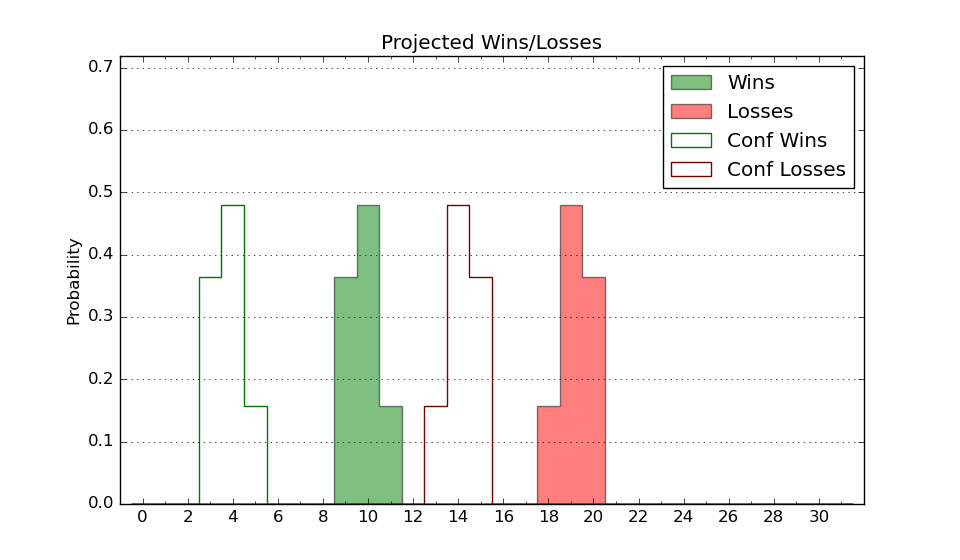 Projected Wins/Losses
0.7
0.6
0.5
0.4
0.3
0.2
0.1
0.0
Probability
Wins
Losses
Conf Wins
Conf Losses
0 2 4 6 8 10 12 14 16 18 20 22 24 26 28 30